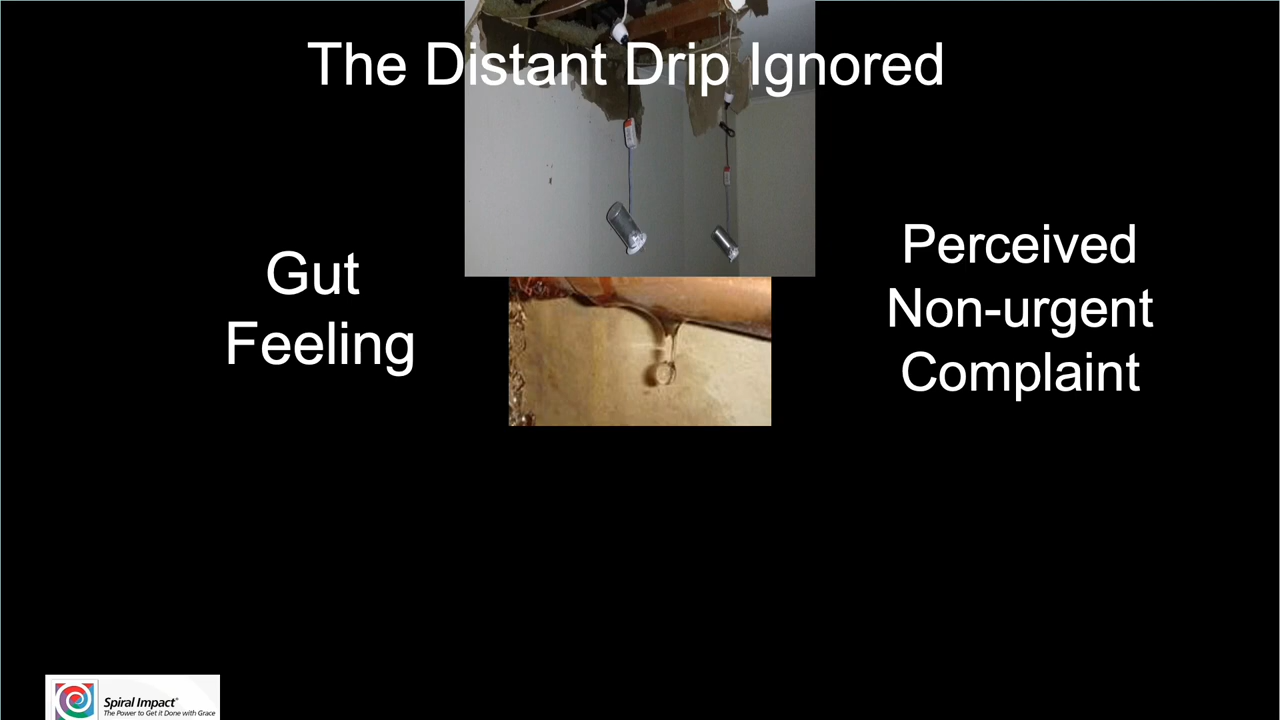 The Distant Drip Ignored
Gut
Feeling
Perceived
Non-urgent
Complaint
Spiral Impact®
The Power to Get it Done with Grace